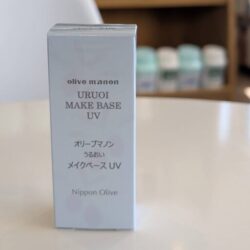 olive manon
URUOI
MAKE BASE
UV
オリーブマノン
うるおい
メイクベース UV
Nippon Olive